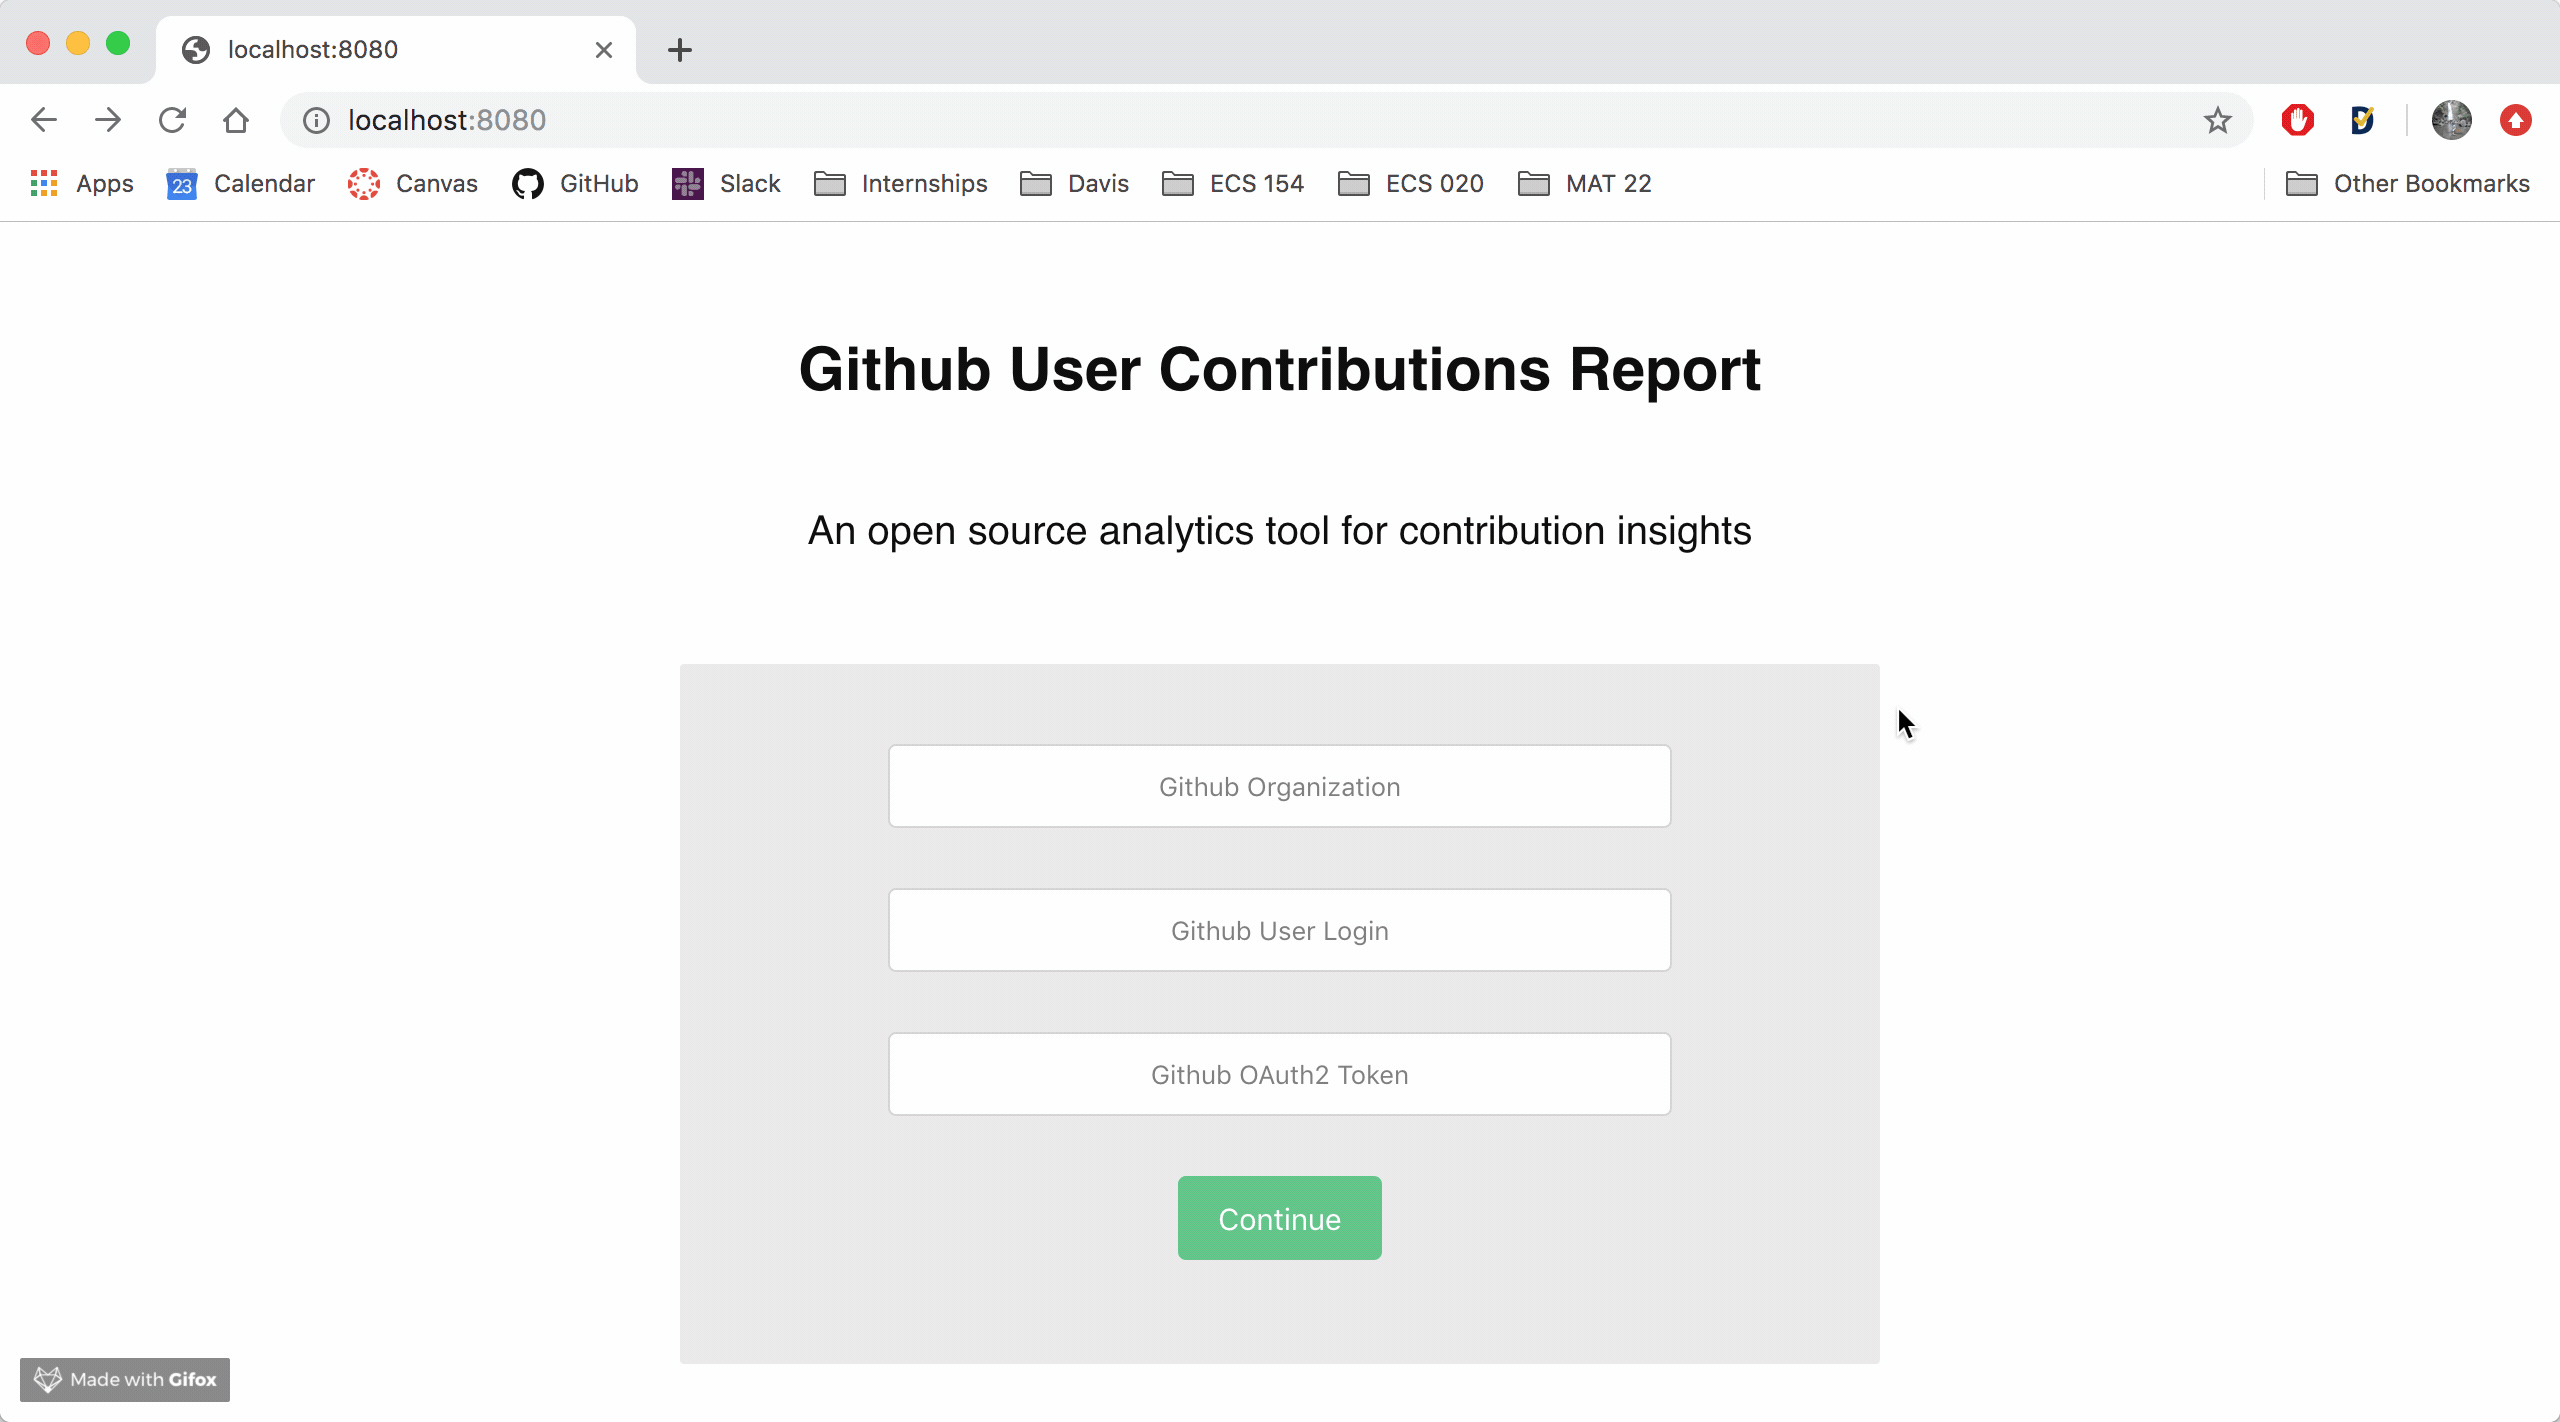 localhost:8080
localhost:8080
Apps 23 Calendar Canvas GitHub Slack Internships Davis ECS 154 ECS 020 MAT 22 Other Bookmarks
Github User Contributions Report
An open source analytics tool for contribution insights
Github Organization
Github User Login
Github OAuth2 Token
Continue
Made with Gifox